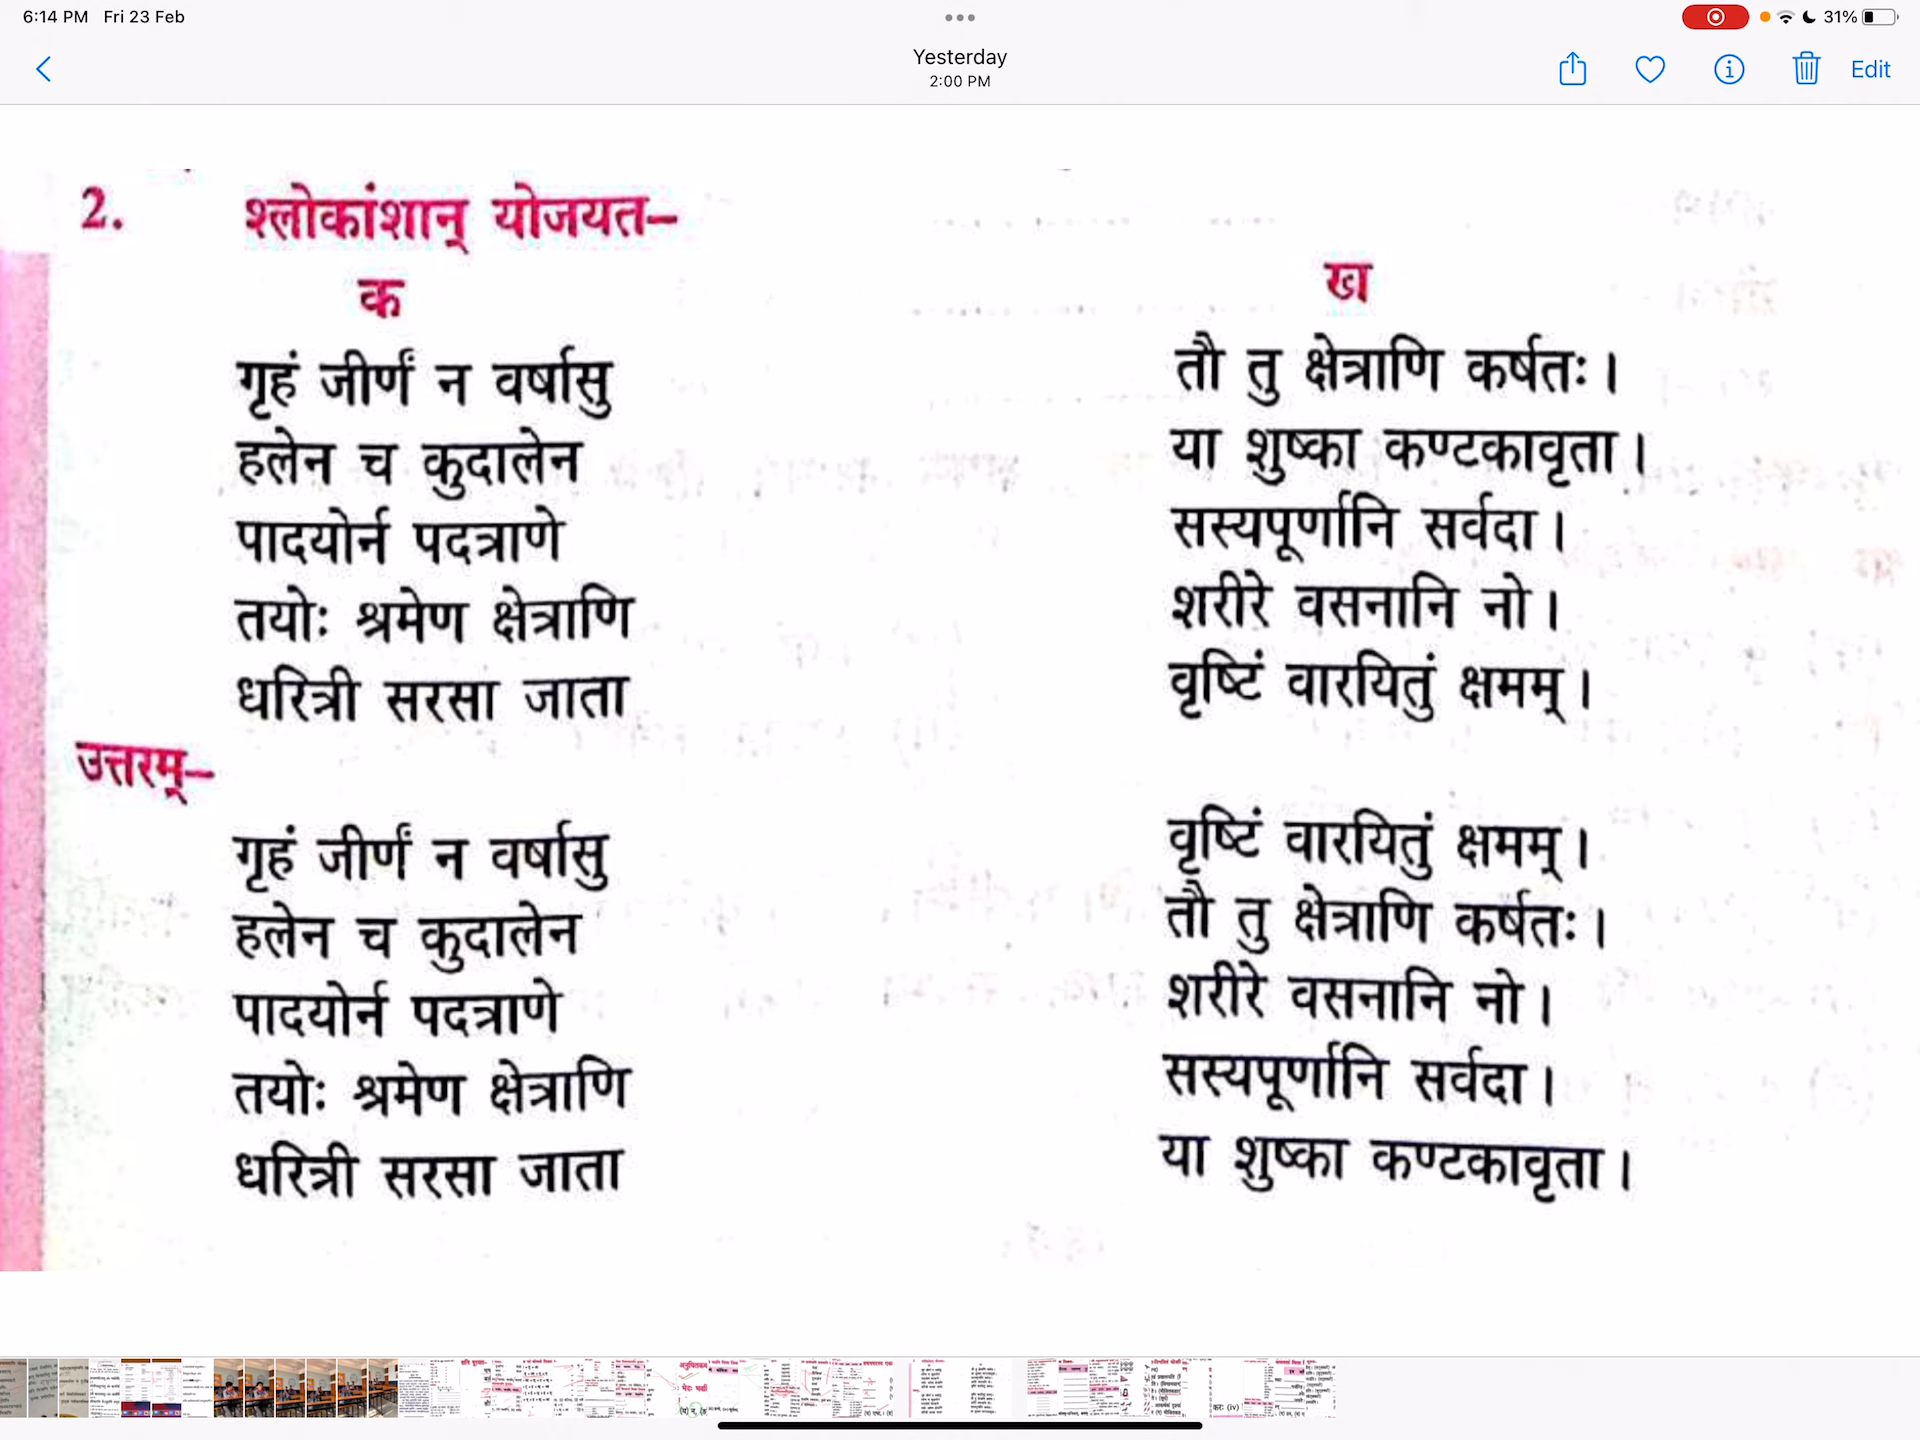 6:14 PM Fri 23 Feb
31%
Yesterday
2:00 PM
Edit
2. श्लोकांशान् योजयत–
क ख
गृहं जीर्णं न वर्षासु तौ तु क्षेत्राणि कर्षतः।
हलेन च कुदालेन या शुष्का कण्टकावृता।
पादयोर्न पदत्राणे सस्यपूर्णानि सर्वदा।
तयोः श्रमेण क्षेत्राणि शरीरे वसनानि नो।
धरित्री सरसा जाता वृष्टिं वारयितुं क्षमम्।
उत्तरम्–
गृहं जीर्णं न वर्षासु वृष्टिं वारयितुं क्षमम्।
हलेन च कुदालेन तौ तु क्षेत्राणि कर्षतः।
पादयोर्न पदत्राणे शरीरे वसनानि नो।
तयोः श्रमेण क्षेत्राणि सस्यपूर्णानि सर्वदा।
धरित्री सरसा जाता या शुष्का कण्टकावृता।